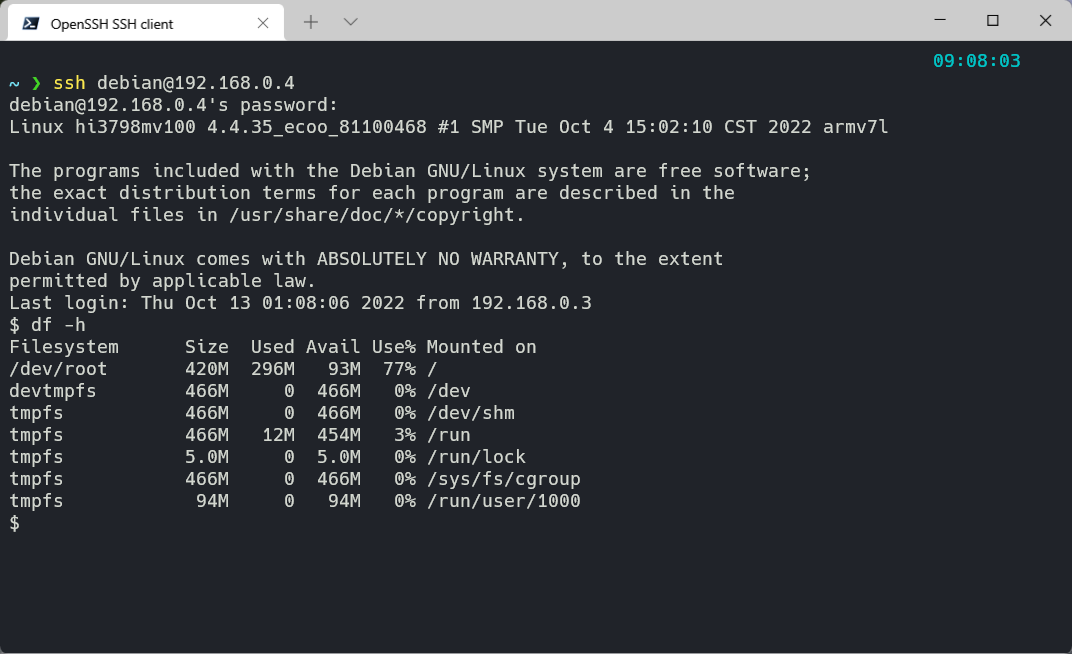 OpenSSH SSH client
09:08:03
~ ❯ ssh debian@192.168.0.4
debian@192.168.0.4's password:
Linux hi3798mv100 4.4.35_ecoo_81100468 #1 SMP Tue Oct 4 15:02:10 CST 2022 armv7l
The programs included with the Debian GNU/Linux system are free software;
the exact distribution terms for each program are described in the
individual files in /usr/share/doc/*/copyright.
Debian GNU/Linux comes with ABSOLUTELY NO WARRANTY, to the extent
permitted by applicable law.
Last login: Thu Oct 13 01:08:06 2022 from 192.168.0.3
$ df -h
Filesystem      Size  Used Avail Use% Mounted on
/dev/root       420M  296M   93M  77% /
devtmpfs        466M     0  466M   0% /dev
tmpfs           466M     0  466M   0% /dev/shm
tmpfs           466M   12M  454M   3% /run
tmpfs           5.0M     0  5.0M   0% /run/lock
tmpfs           466M     0  466M   0% /sys/fs/cgroup
tmpfs            94M     0   94M   0% /run/user/1000
$